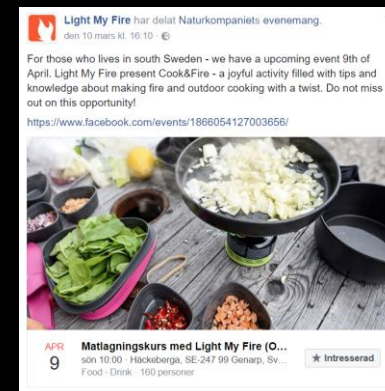 Light My Fire har delat Naturkompaniets evenemang.
den 10 mars kl. 16:10 ·
For those who lives in south Sweden - we have a upcoming event 9th of
April. Light My Fire present Cook&Fire - a joyful activity filled with tips and
knowledge about making fire and outdoor cooking with a twist. Do not miss
out on this opportunity!
https://www.facebook.com/events/1866054127003656/
APR
9
Matlagningskurs med Light My Fire (O...
sön 10:00 · Häckeberga, SE-247 99 Genarp, Sv...
Food · Drink · 160 personer
★ Intresserad